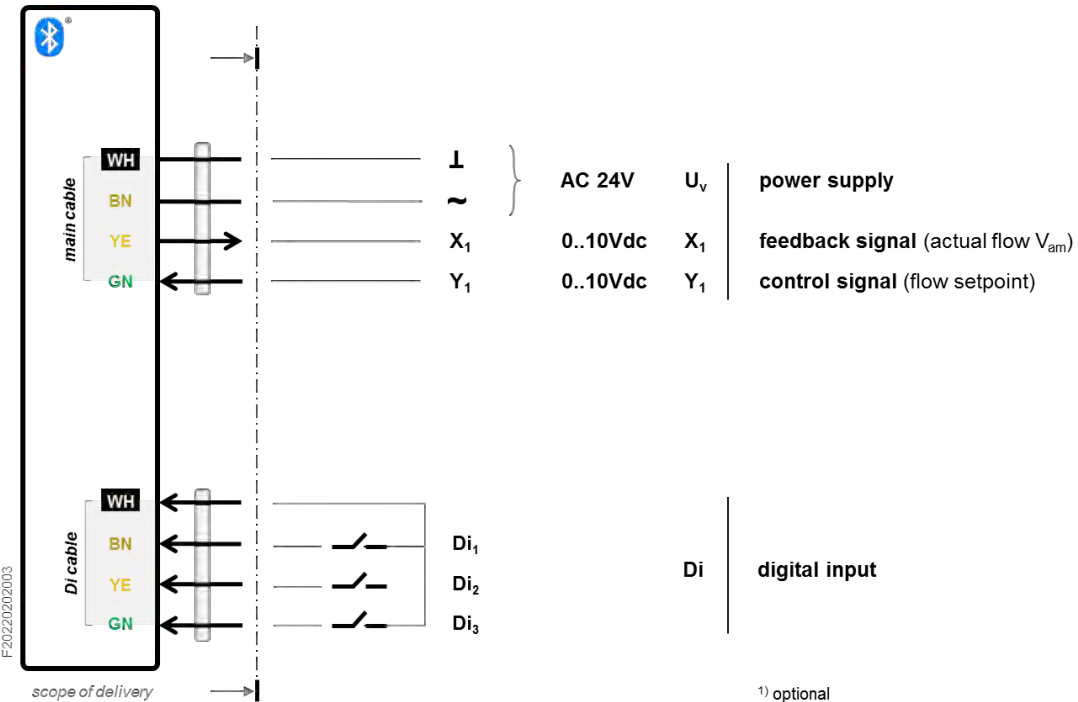 ®
WH ⊥
AC 24V Uv power supply
BN ~
YE X1 0..10Vdc X1 feedback signal (actual flow Vam)
GN Y1 0..10Vdc Y1 control signal (flow setpoint)
main cable
WH
BN Di1
YE Di2
GN Di3
Di cable
Di digital input
F20220202003
scope of delivery
1) optional